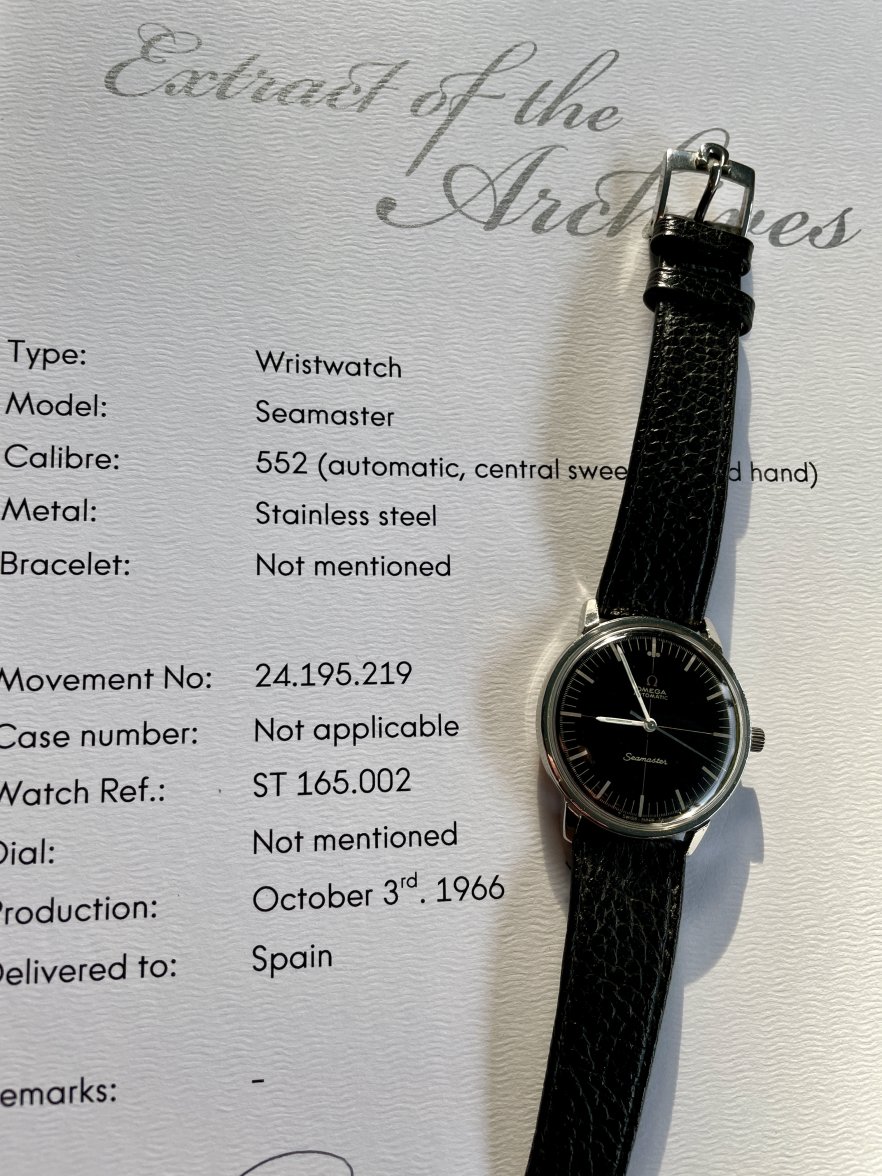 Extract of the
Archives
Type: Wristwatch
Model: Seamaster
Calibre: 552 (automatic, central hand)
Metal: Stainless steel
Bracelet: Not mentioned
Movement No: 24.195.219
Case number: Not applicable
Watch Ref.: ST 165.002
Dial: Not mentioned
Production: October 3rd. 1966
Delivered to: Spain
emarks: -
Ω
OMEGA
AUTOMATIC
Seamaster